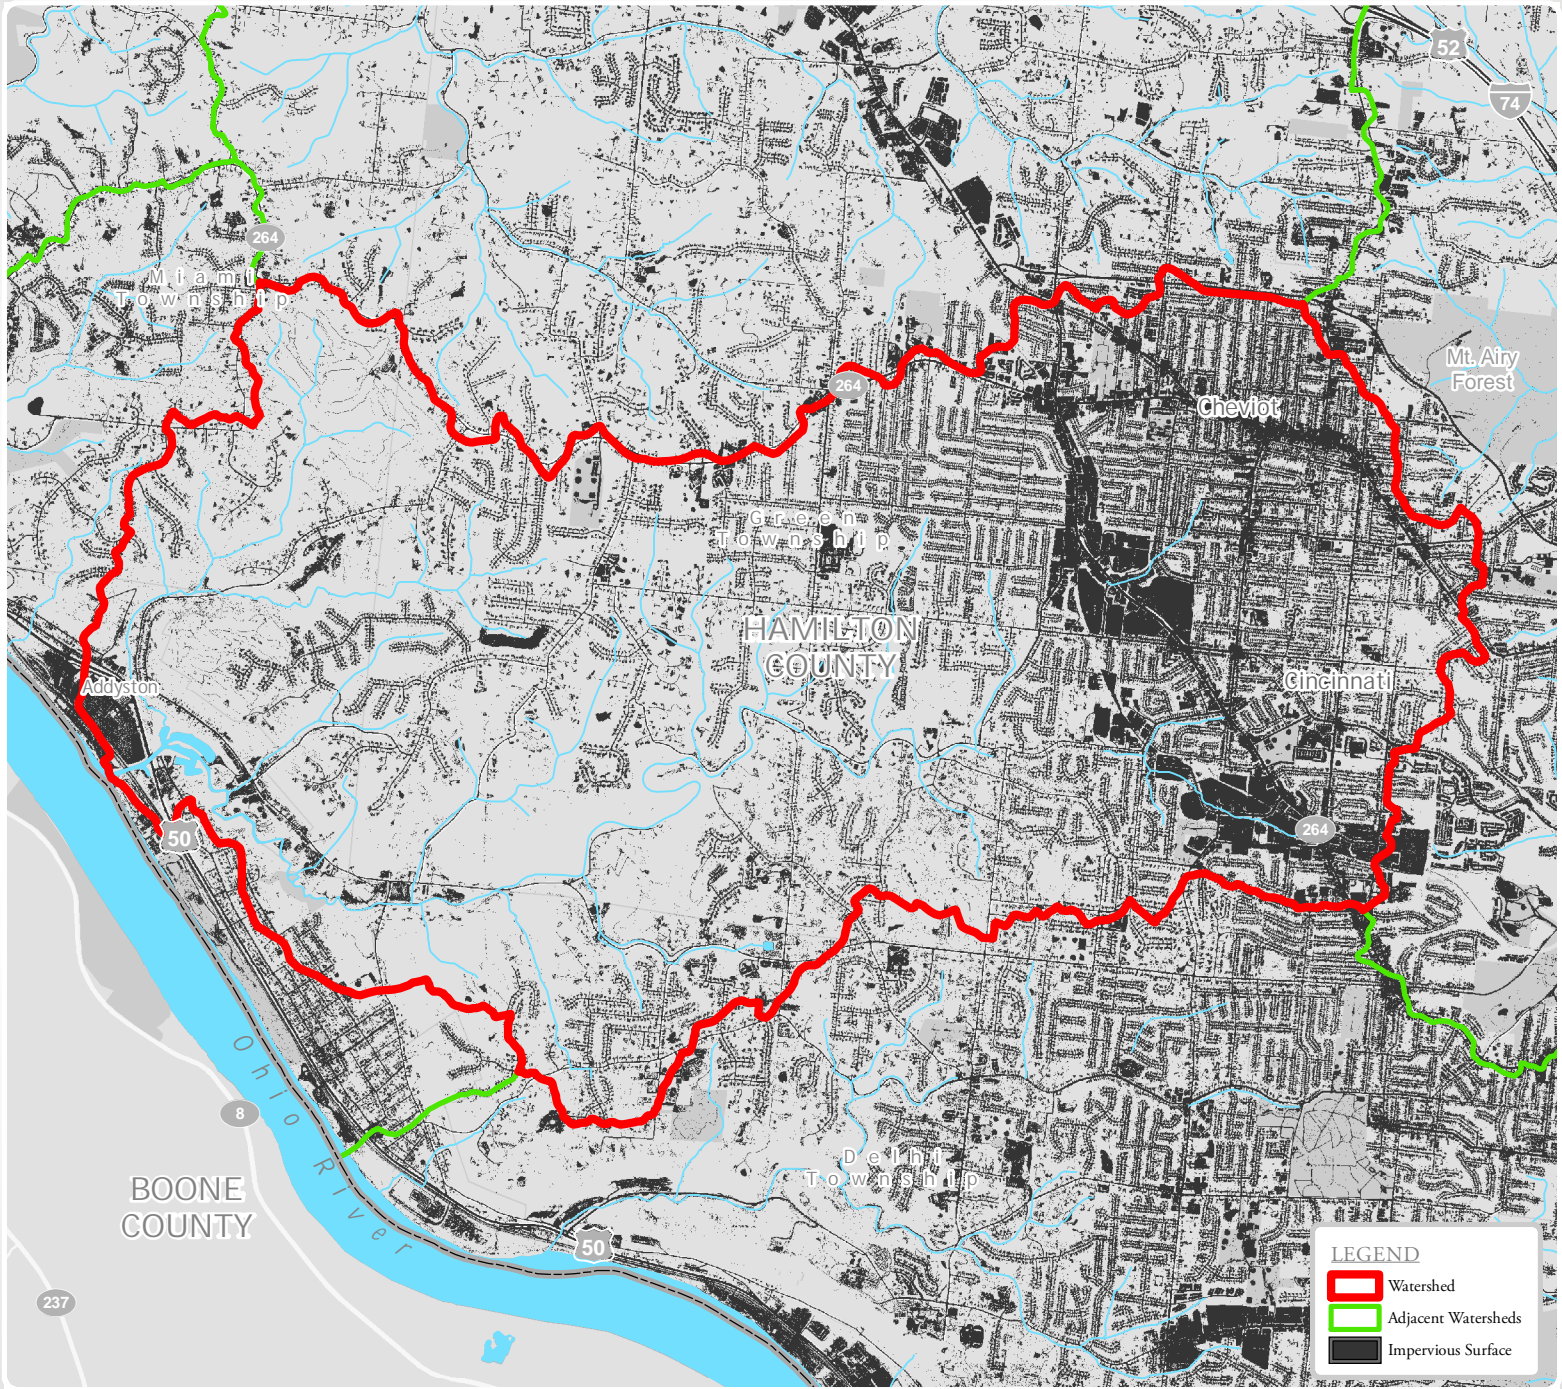 52
74
264
Miami
Township
Mt. Airy
Forest
264
Cheviot
Green
Township
HAMILTON
COUNTY
Cincinnati
Addyston
264
50
Ohio River
8
Delhi
Township
BOONE
COUNTY
50
237
LEGEND
Watershed
Adjacent Watersheds
Impervious Surface